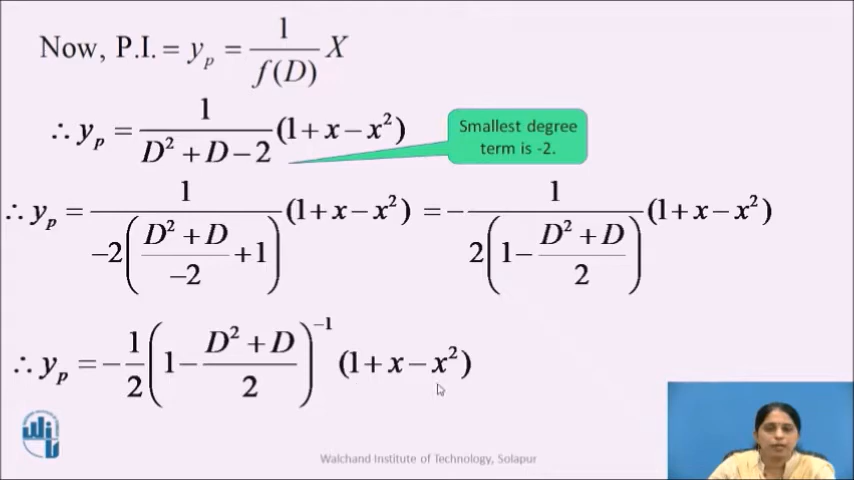 Now, P.I. = y_p = 1/f(D) X
∴ y_p = 1/(D² + D − 2) (1 + x − x²)
Smallest degree
term is -2.
∴ y_p = 1/(−2((D² + D)/−2 + 1)) (1 + x − x²) = − 1/(2(1 − (D² + D)/2)) (1 + x − x²)
∴ y_p = − 1/2 (1 − (D² + D)/2)⁻¹ (1 + x − x²)
Walchand Institute of Technology, Solapur